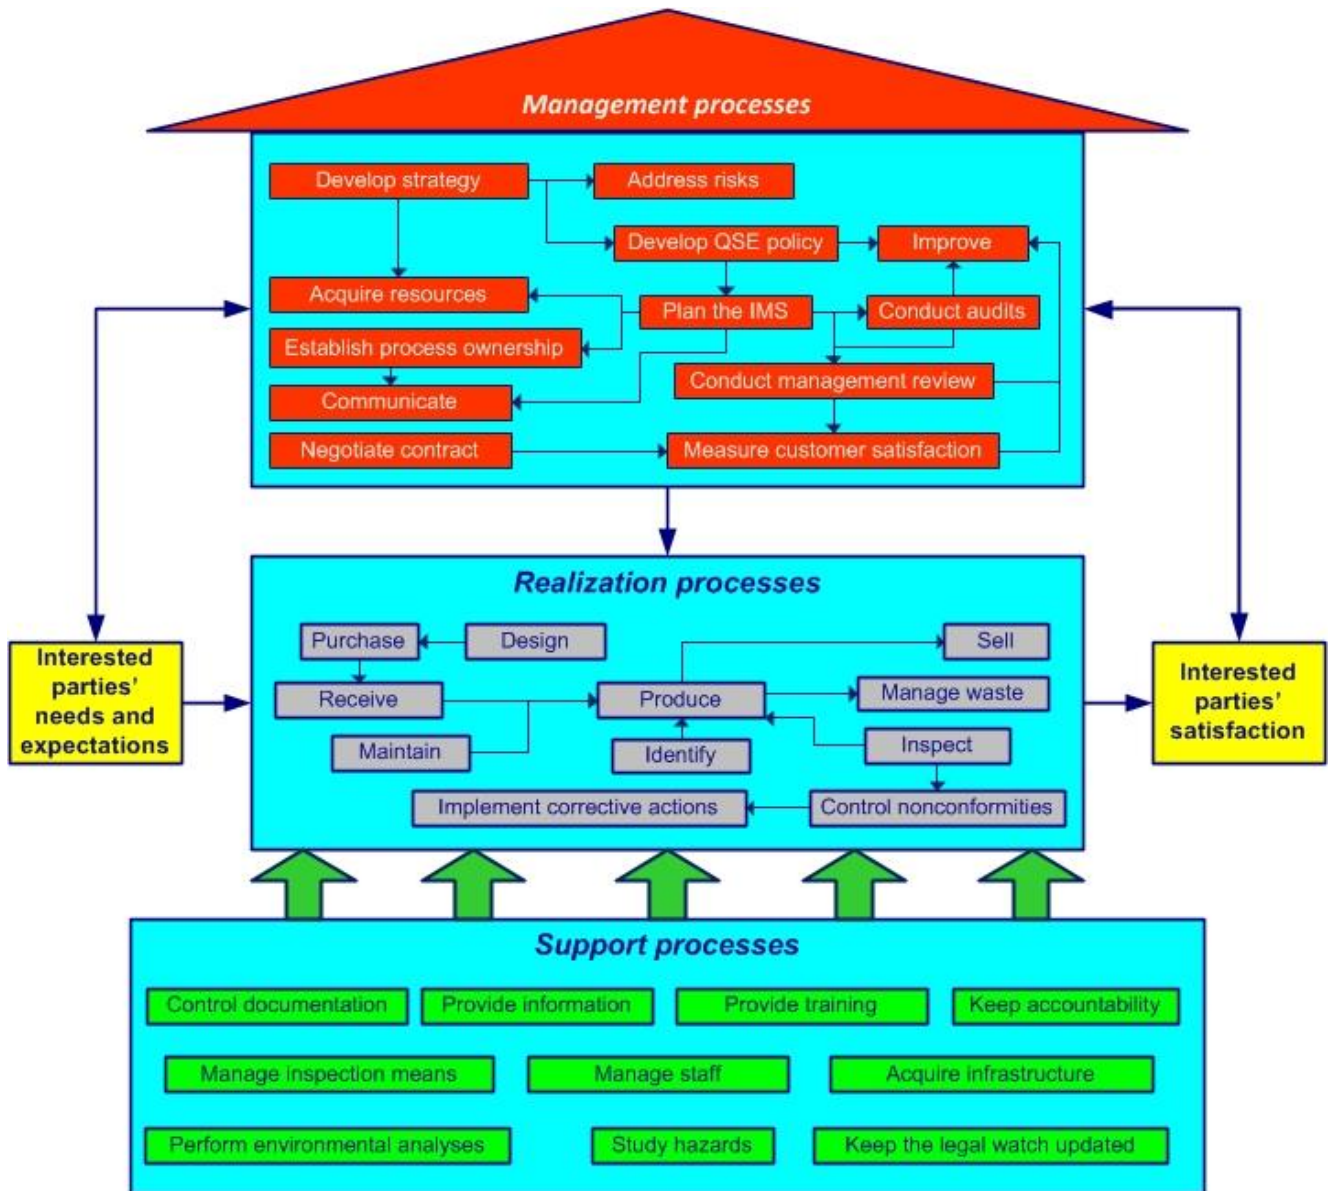 Management processes
Develop strategy
Address risks
Develop QSE policy
Improve
Acquire resources
Plan the IMS
Conduct audits
Establish process ownership
Conduct management review
Communicate
Negotiate contract
Measure customer satisfaction
Realization processes
Purchase
Design
Sell
Receive
Produce
Manage waste
Maintain
Identify
Inspect
Implement corrective actions
Control nonconformities
Interested
parties’
needs and
expectations
Interested
parties’
satisfaction
Support processes
Control documentation
Provide information
Provide training
Keep accountability
Manage inspection means
Manage staff
Acquire infrastructure
Perform environmental analyses
Study hazards
Keep the legal watch updated